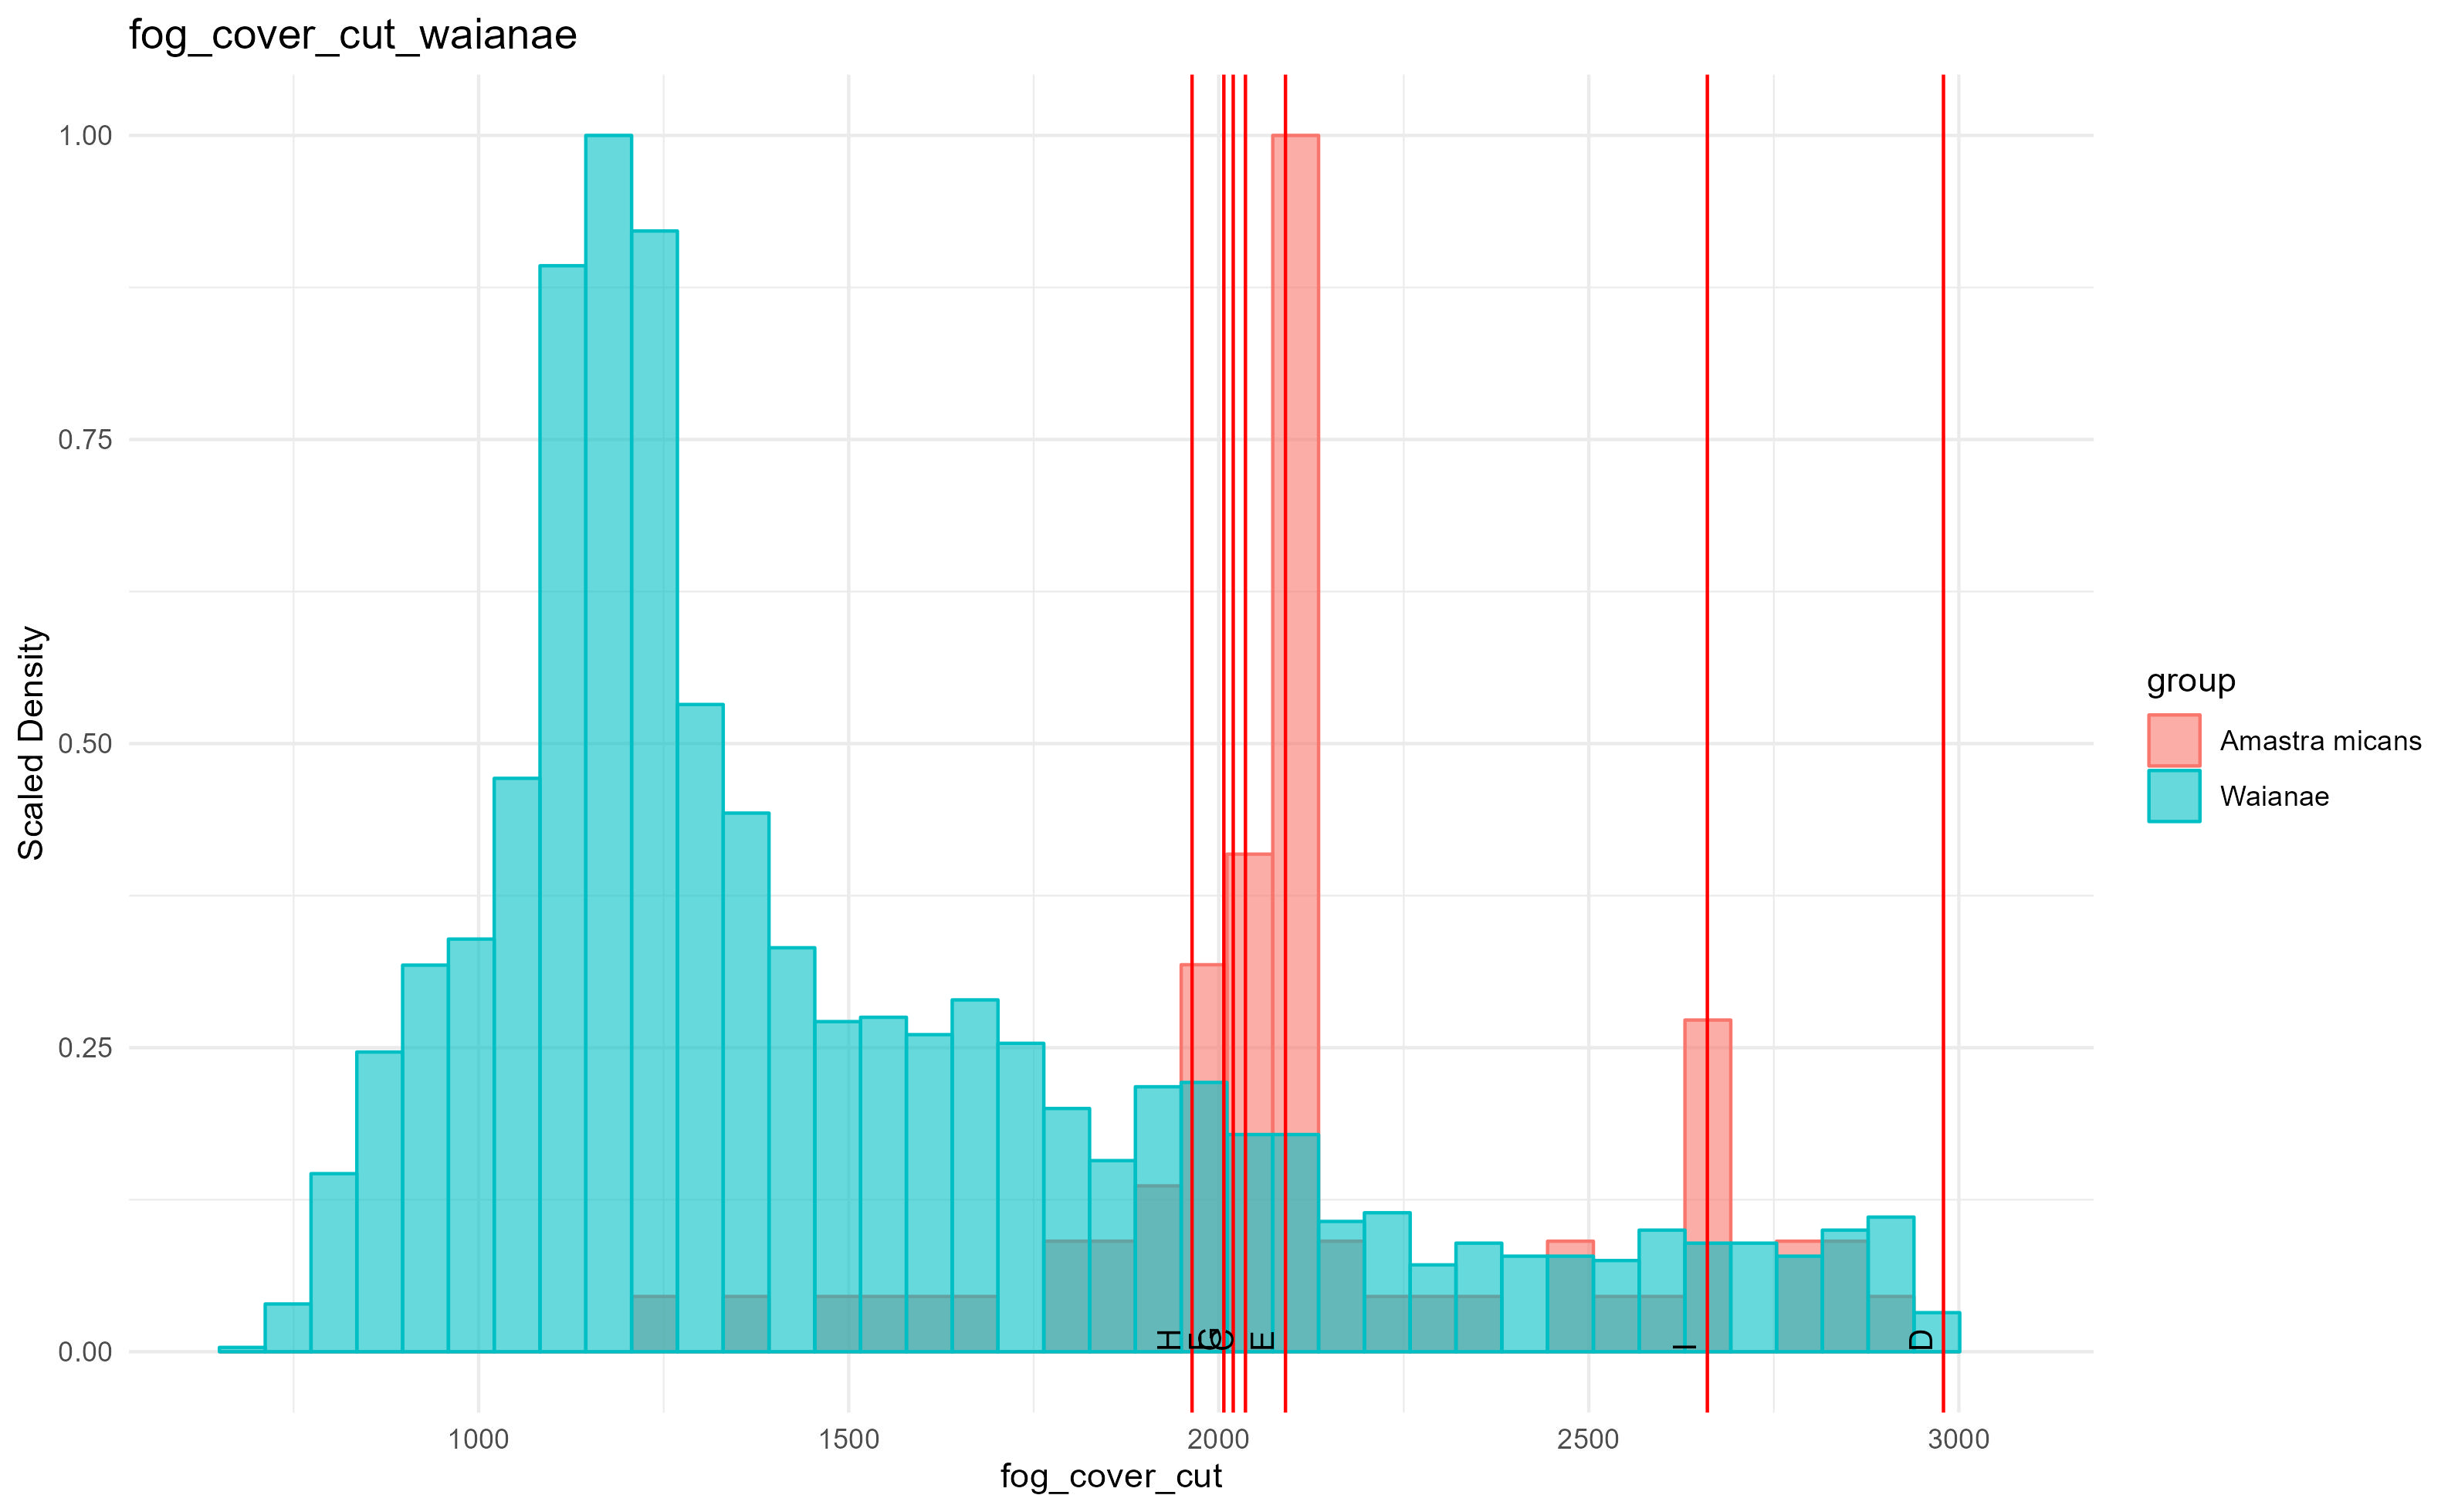 fog_cover_cut_waianae
Scaled Density
1.00
0.75
0.50
0.25
0.00
H
F
G
C
E
I
D
1000
1500
2000
2500
3000
fog_cover_cut
group
Amastra micans
Waianae